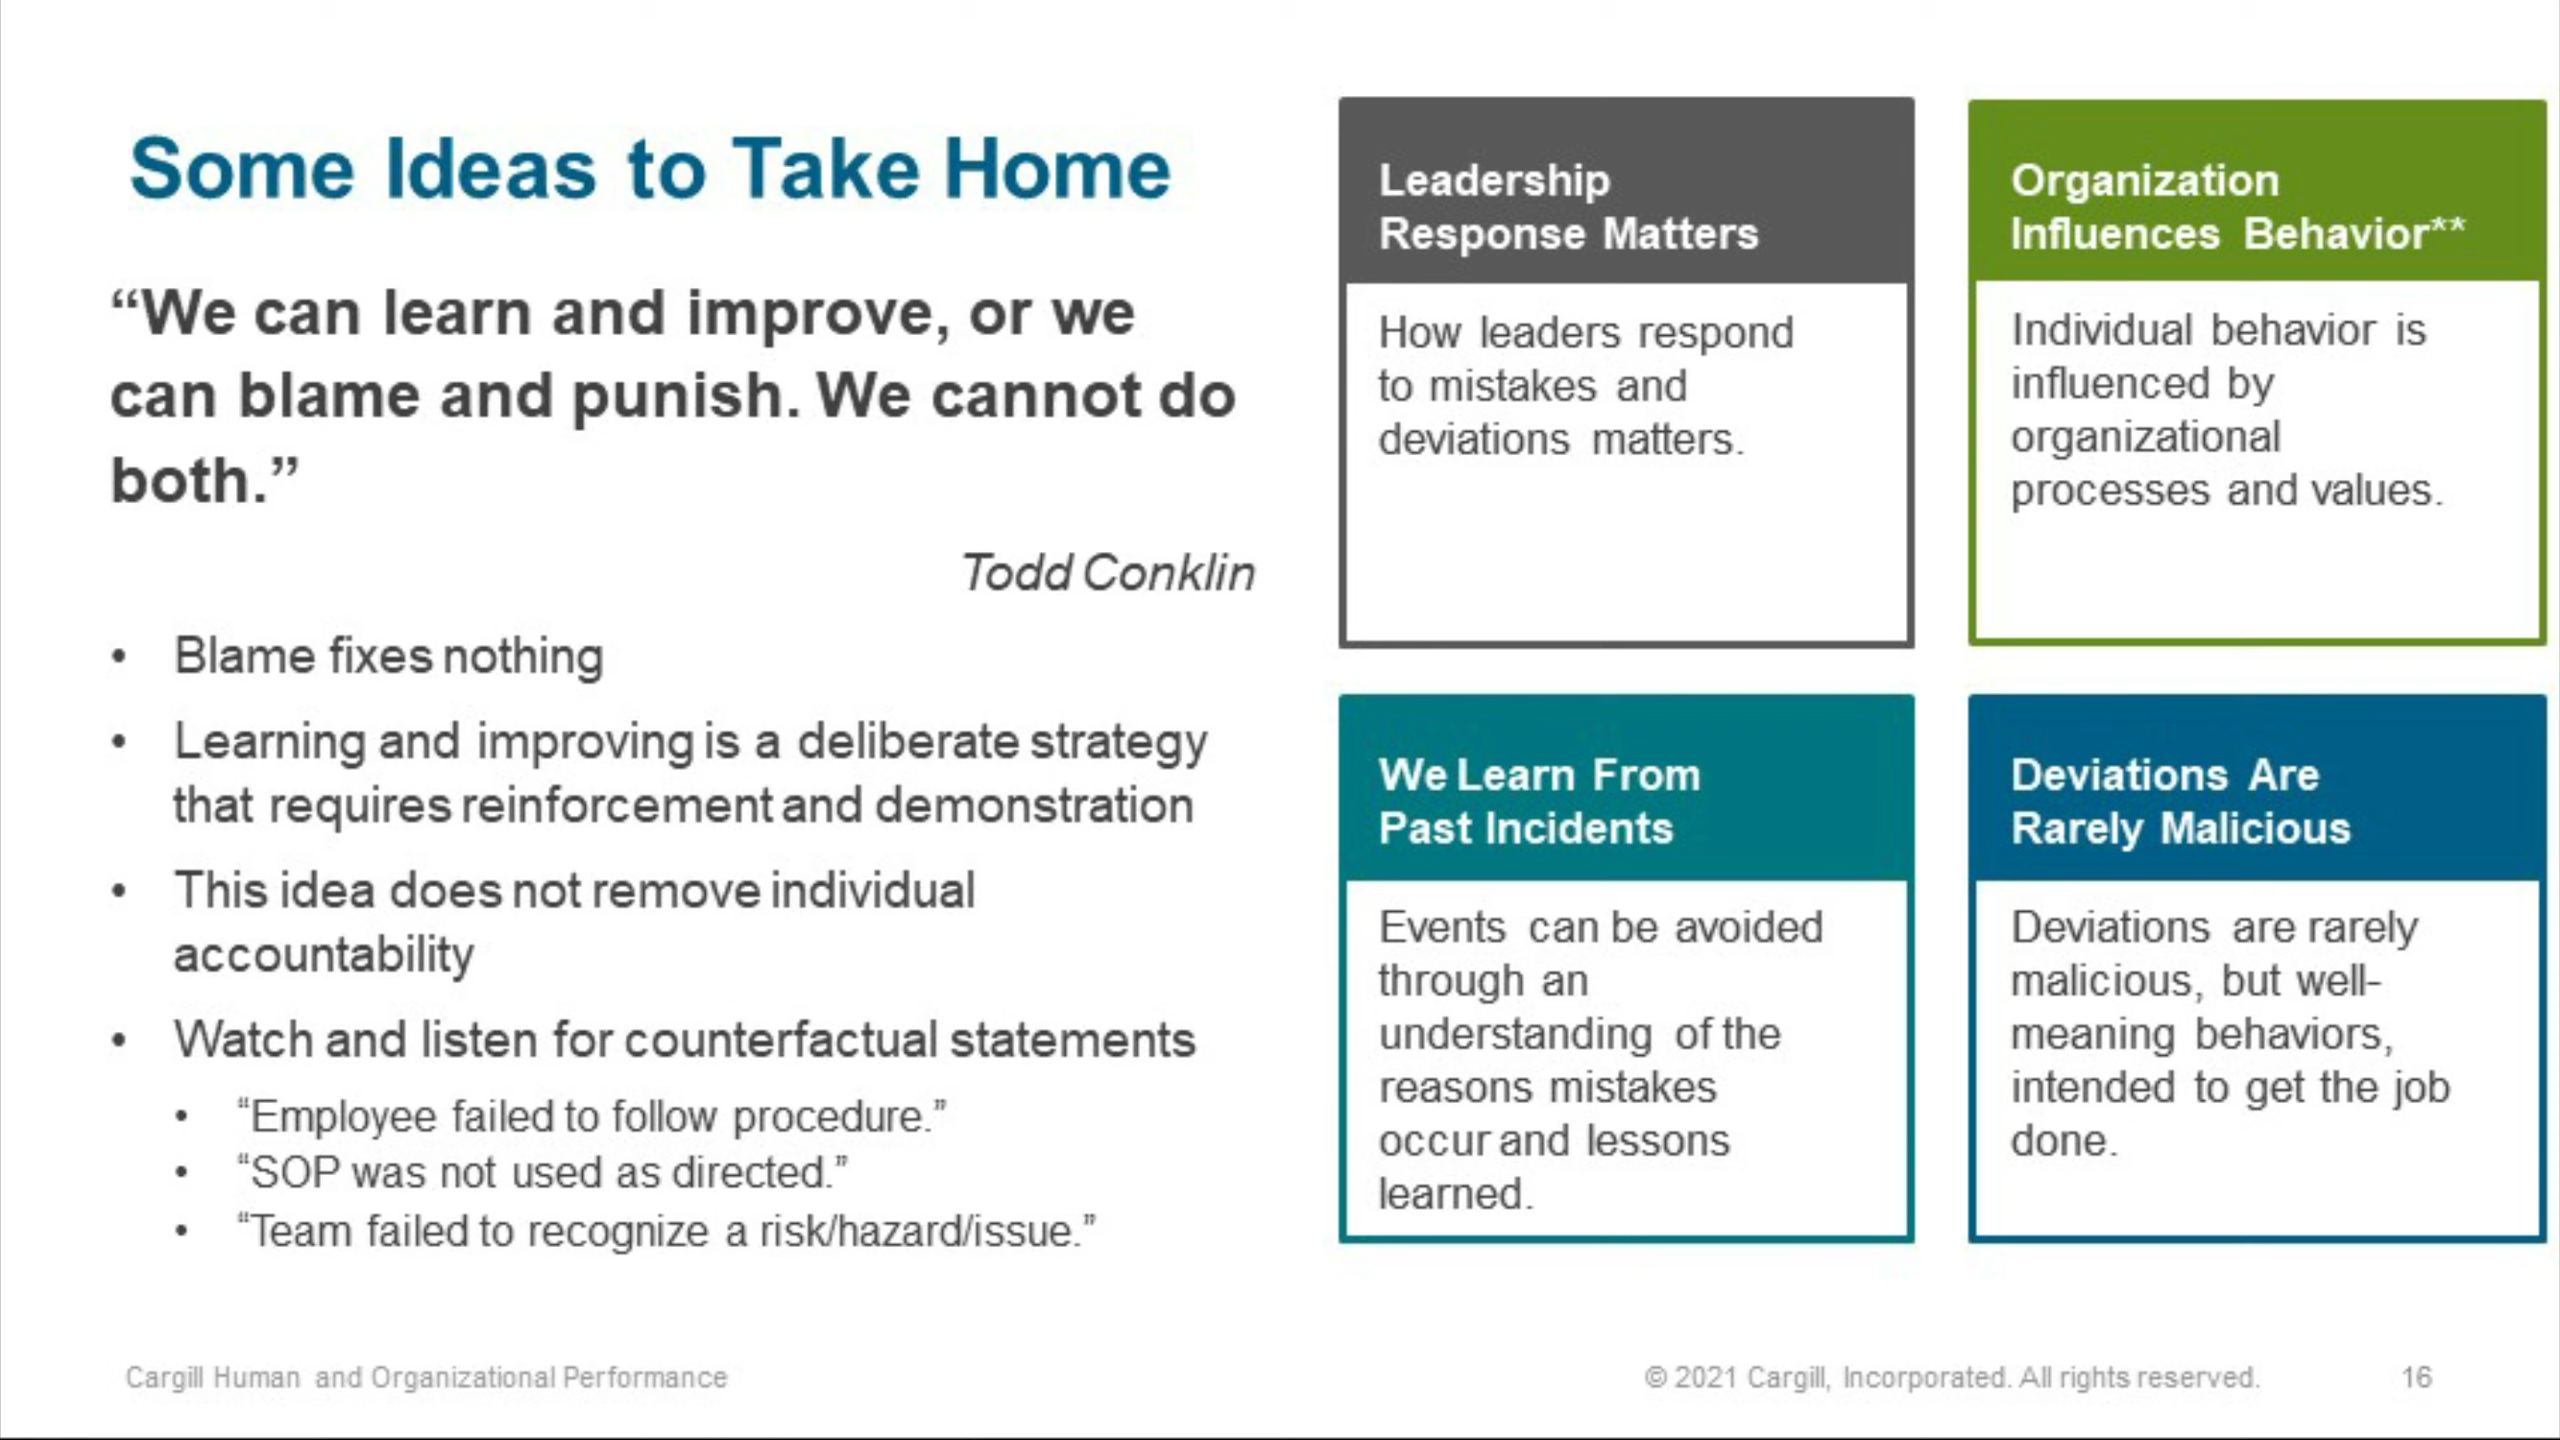 Some Ideas to Take Home
“We can learn and improve, or we
can blame and punish. We cannot do
both.”
Todd Conklin
• Blame fixes nothing
• Learning and improving is a deliberate strategy
that requires reinforcement and demonstration
• This idea does not remove individual
accountability
• Watch and listen for counterfactual statements
• “Employee failed to follow procedure.”
• “SOP was not used as directed.”
• “Team failed to recognize a risk/hazard/issue.”
Leadership
Response Matters
How leaders respond
to mistakes and
deviations matters.
Organization
Influences Behavior**
Individual behavior is
influenced by
organizational
processes and values.
We Learn From
Past Incidents
Events can be avoided
through an
understanding of the
reasons mistakes
occur and lessons
learned.
Deviations Are
Rarely Malicious
Deviations are rarely
malicious, but well-
meaning behaviors,
intended to get the job
done.
Cargill Human and Organizational Performance
© 2021 Cargill, Incorporated. All rights reserved.
16